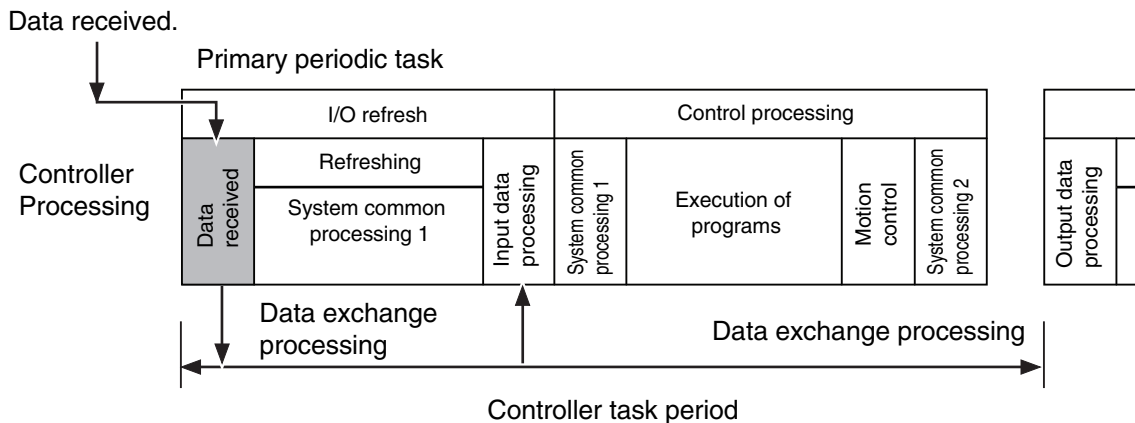 Data received.
Primary periodic task
I/O refresh
Control processing
Controller
Processing
Data
received
Refreshing
System common
processing 1
Input data
processing
System common
processing 1
Execution of
programs
Motion
control
System common
processing 2
Output data
processing
Data exchange
processing
Data exchange processing
Controller task period